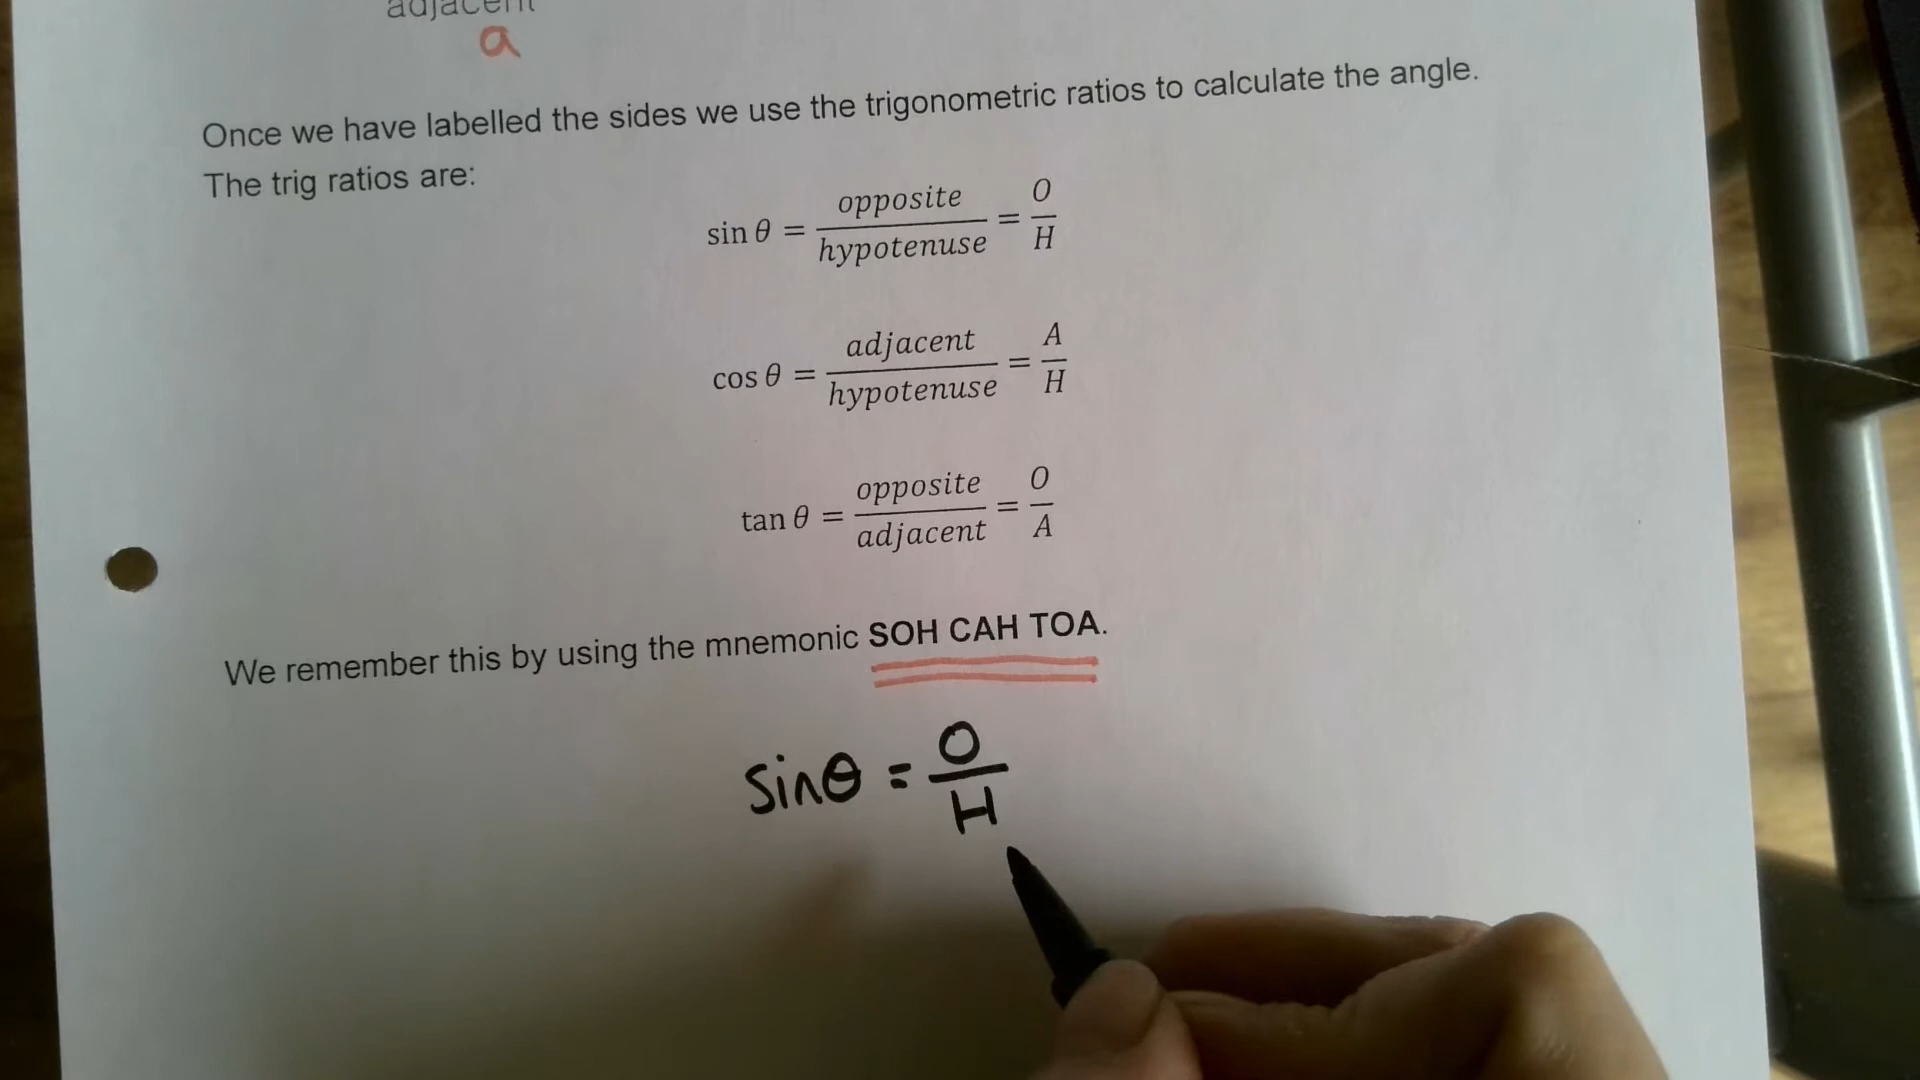 adjacent
a
Once we have labelled the sides we use the trigonometric ratios to calculate the angle.
The trig ratios are:
sin θ = opposite/hypotenuse = O/H
cos θ = adjacent/hypotenuse = A/H
tan θ = opposite/adjacent = O/A
We remember this by using the mnemonic SOH CAH TOA.
sinθ = O/H